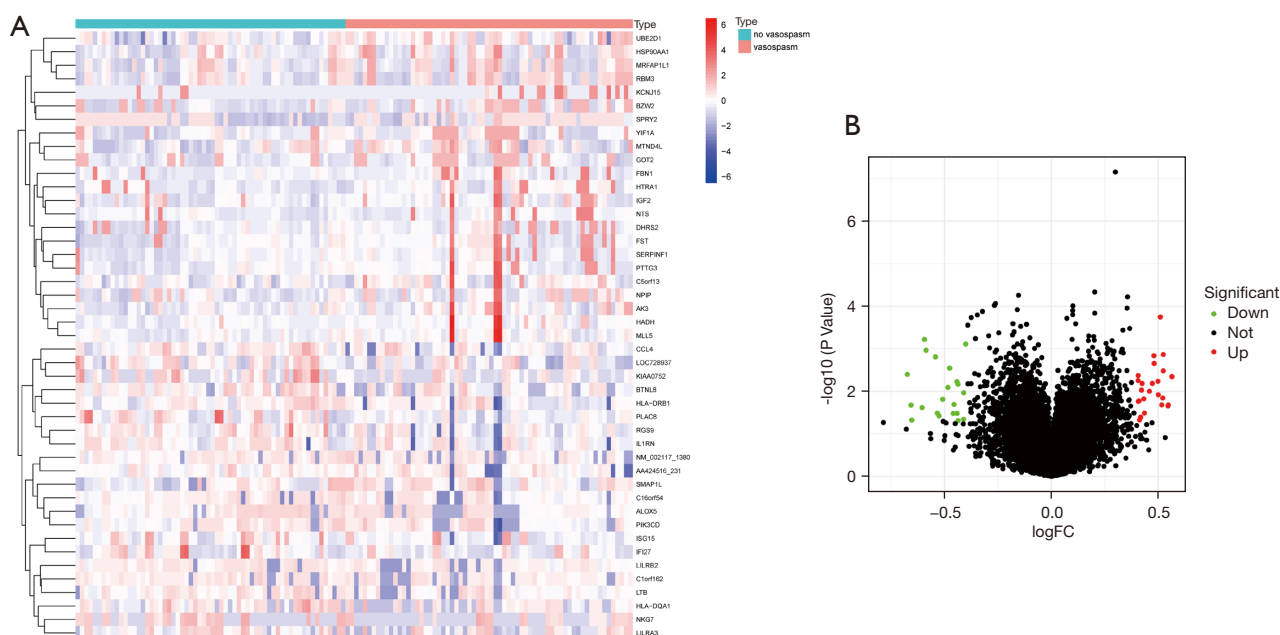 A
Type
UBE2D1
HSP90AA1
MRFAP1L1
RBM3
KCNJ15
BZW2
SPRY2
YIF1A
MTND4L
GOT2
FBN1
HTRA1
IGF2
NTS
DHRS2
FST
SERPINF1
PTTG3
C5orf13
NPIP
AK3
HADH
MLL5
CCL4
LOC728937
KIAA0752
BTNL8
HLA-DRB1
PLAC8
RGS9
IL1RN
NM_002117_1380
AA424516_231
SMAP1L
C16orf54
ALOX5
PIK3CD
ISG15
IFI27
LILRB2
C1orf162
LTB
HLA-DQA1
NKG7
LILRA3
6
4
2
0
−2
−4
−6
Type
no vasospasm
vasospasm
B
-log10 (P Value)
6
4
2
0
−0.5
0.0
0.5
logFC
Significant
Down
Not
Up